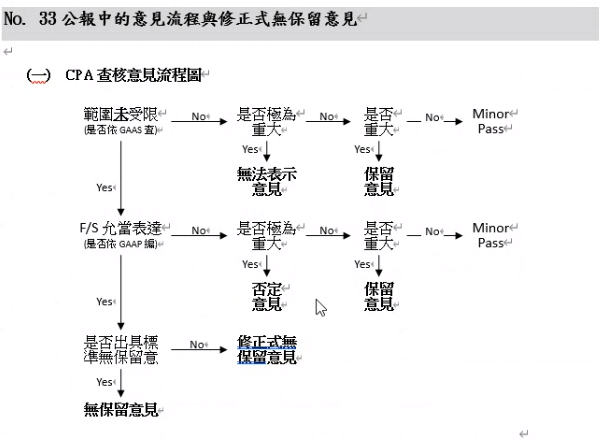 No. 33 公報中的意見流程與修正式無保留意見
(一) CPA 查核意見流程圖
範圍未受限 No 是否極為 No 是否 No Minor
(是否依 GAAS 查) 重大 重大 Pass
Yes Yes
無法表示 保留
意見 意見
Yes
F/S 允當表達 No 是否極為 No 是否 No Minor
(是否依 GAAP 編) 重大 重大 Pass
Yes Yes
否定 保留
意見 意見
Yes
是否出具標 No 修正式無
準無保留意 保留意見
Yes
無保留意見